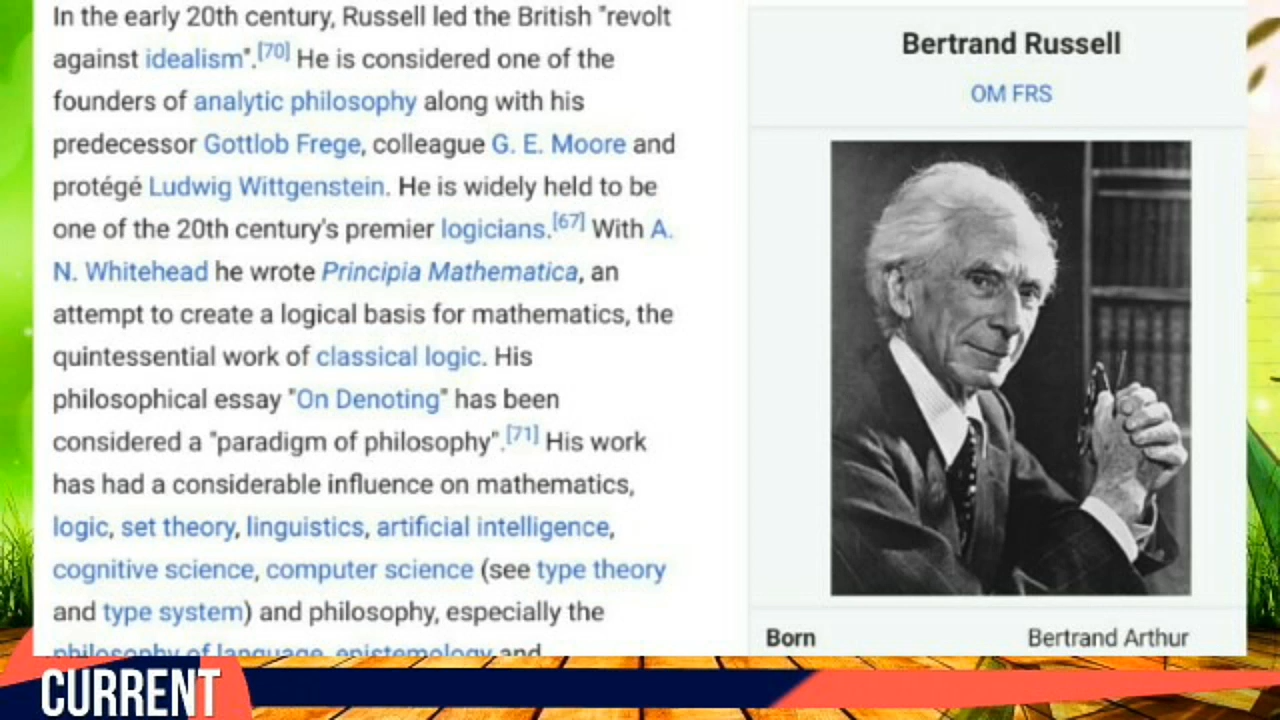 In the early 20th century, Russell led the British "revolt
against idealism".[70] He is considered one of the
founders of analytic philosophy along with his
predecessor Gottlob Frege, colleague G. E. Moore and
protégé Ludwig Wittgenstein. He is widely held to be
one of the 20th century's premier logicians.[67] With A.
N. Whitehead he wrote Principia Mathematica, an
attempt to create a logical basis for mathematics, the
quintessential work of classical logic. His
philosophical essay "On Denoting" has been
considered a "paradigm of philosophy".[71] His work
has had a considerable influence on mathematics,
logic, set theory, linguistics, artificial intelligence,
cognitive science, computer science (see type theory
and type system) and philosophy, especially the
philosophy of language, epistemology and
Bertrand Russell
OM FRS
Born
Bertrand Arthur
CURRENT